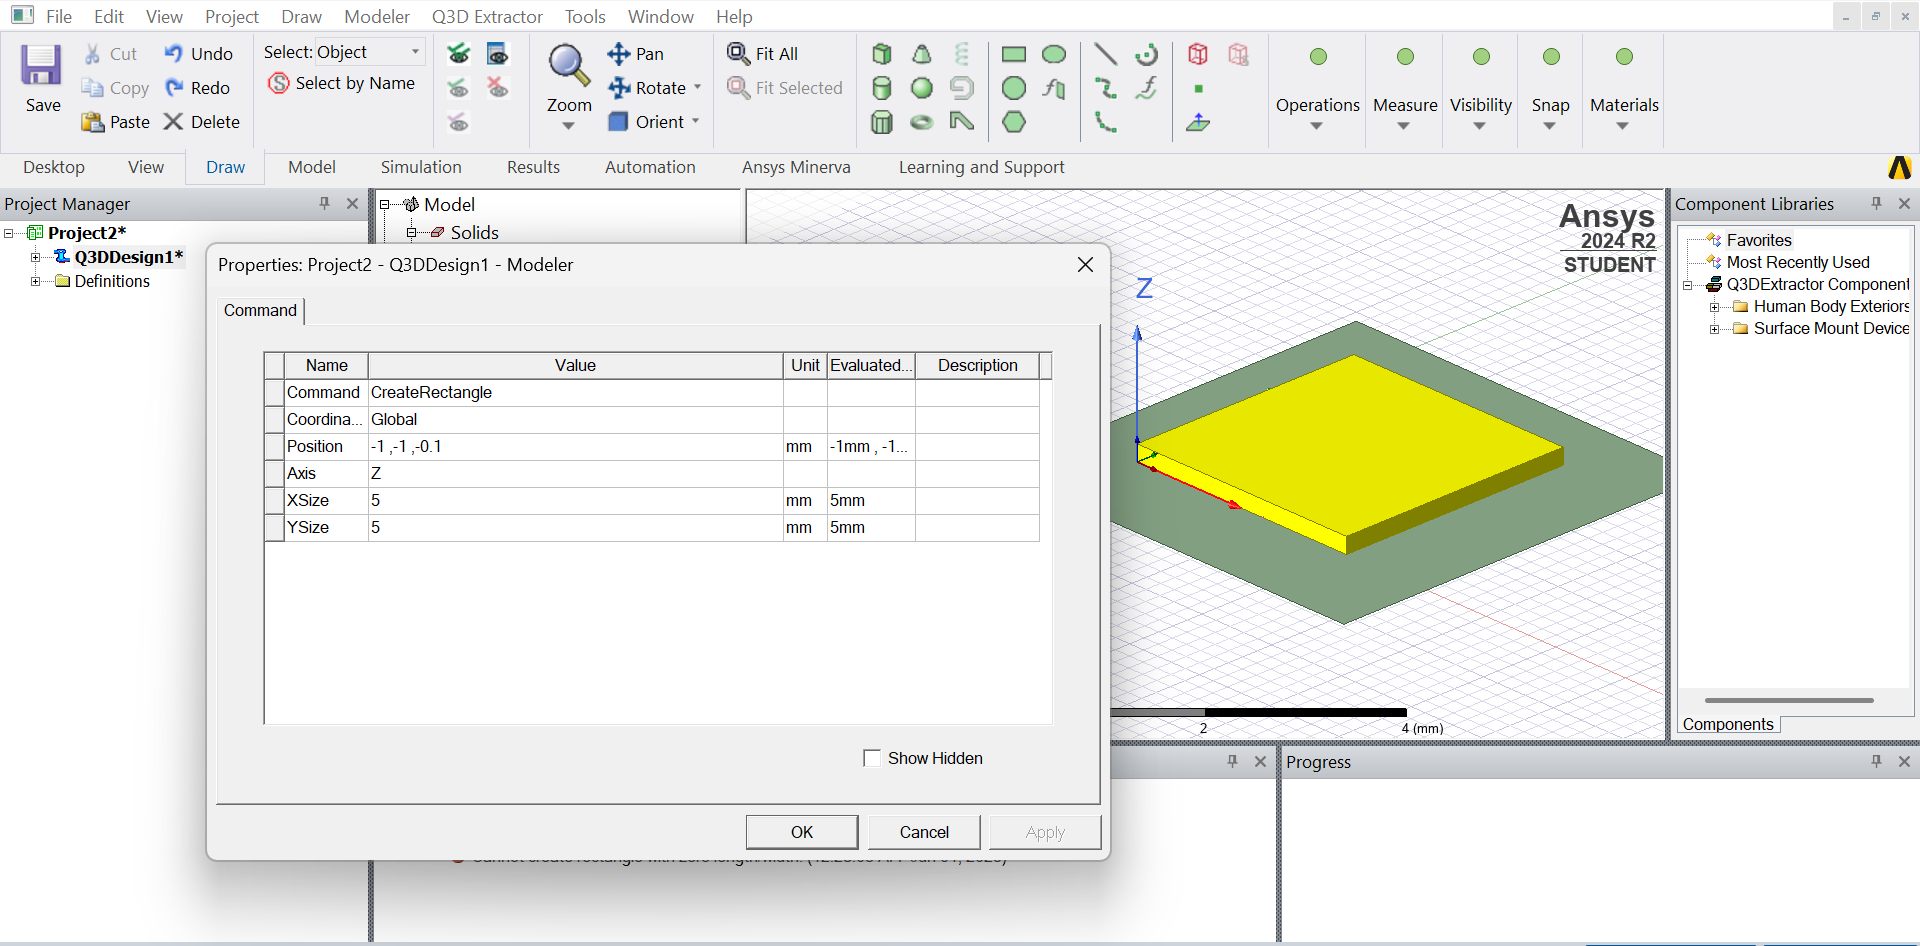 File Edit View Project Draw Modeler Q3D Extractor Tools Window Help
Save
Cut
Copy
Paste
Undo
Redo
Delete
Select: Object
Select by Name
Zoom
Pan
Rotate
Orient
Fit All
Fit Selected
Operations Measure Visibility Snap Materials
Desktop View Draw Model Simulation Results Automation Ansys Minerva Learning and Support
Project Manager
Project2*
Q3DDesign1*
Definitions
Model
Solids
Properties: Project2 - Q3DDesign1 - Modeler
Command
Name Value Unit Evaluated... Description
Command CreateRectangle
Coordina... Global
Position -1 ,-1 ,-0.1 mm -1mm , -1...
Axis Z
XSize 5 mm 5mm
YSize 5 mm 5mm
Show Hidden
OK Cancel Apply
Ansys
2024 R2
STUDENT
Z
2 4 (mm)
Component Libraries
Favorites
Most Recently Used
Q3DExtractor Component
Human Body Exteriors
Surface Mount Device
Components
Progress